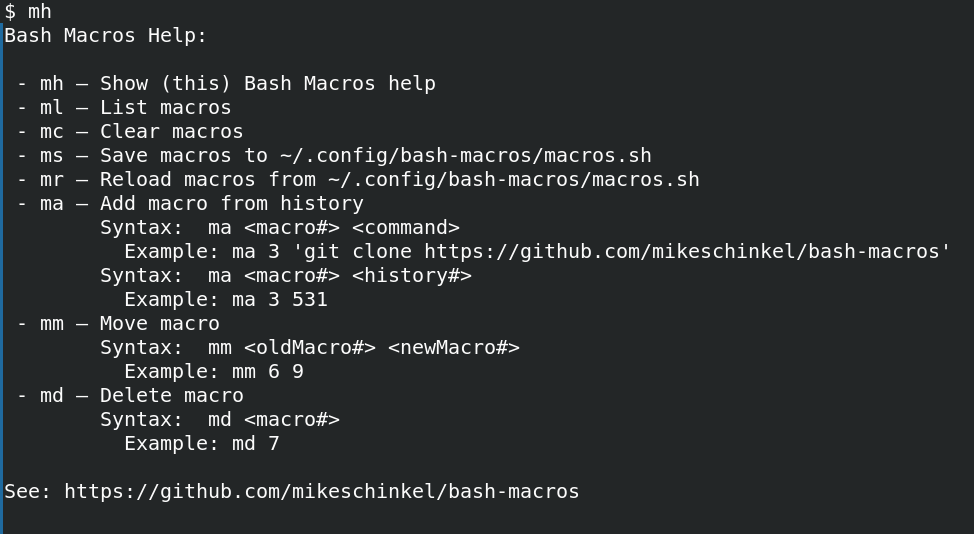 $ mh
Bash Macros Help:

 - mh — Show (this) Bash Macros help
 - ml — List macros
 - mc — Clear macros
 - ms — Save macros to ~/.config/bash-macros/macros.sh
 - mr — Reload macros from ~/.config/bash-macros/macros.sh
 - ma — Add macro from history
        Syntax:  ma <macro#> <command>
          Example: ma 3 'git clone https://github.com/mikeschinkel/bash-macros'
        Syntax:  ma <macro#> <history#>
          Example: ma 3 531
 - mm — Move macro
        Syntax:  mm <oldMacro#> <newMacro#>
          Example: mm 6 9
 - md — Delete macro
        Syntax:  md <macro#>
          Example: md 7

See: https://github.com/mikeschinkel/bash-macros